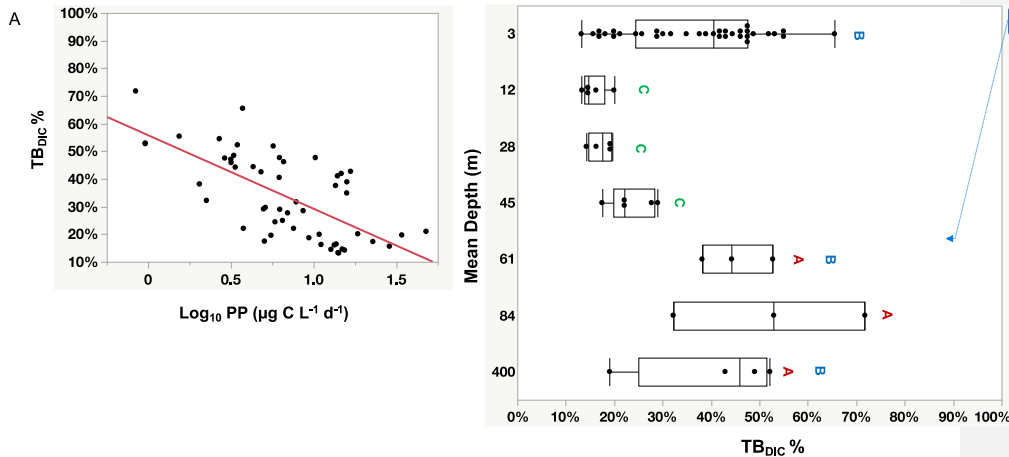 A
100%
90%
80%
70%
60%
50%
40%
30%
20%
10%
TB_DIC %
0
0.5
1.0
1.5
Log₁₀ PP (µg C L⁻¹ d⁻¹)
Mean Depth (m)
3
B
12
C
28
C
45
C
61
A B
84
A
400
A B
0% 10% 20% 30% 40% 50% 60% 70% 80% 90% 100%
TB_DIC %